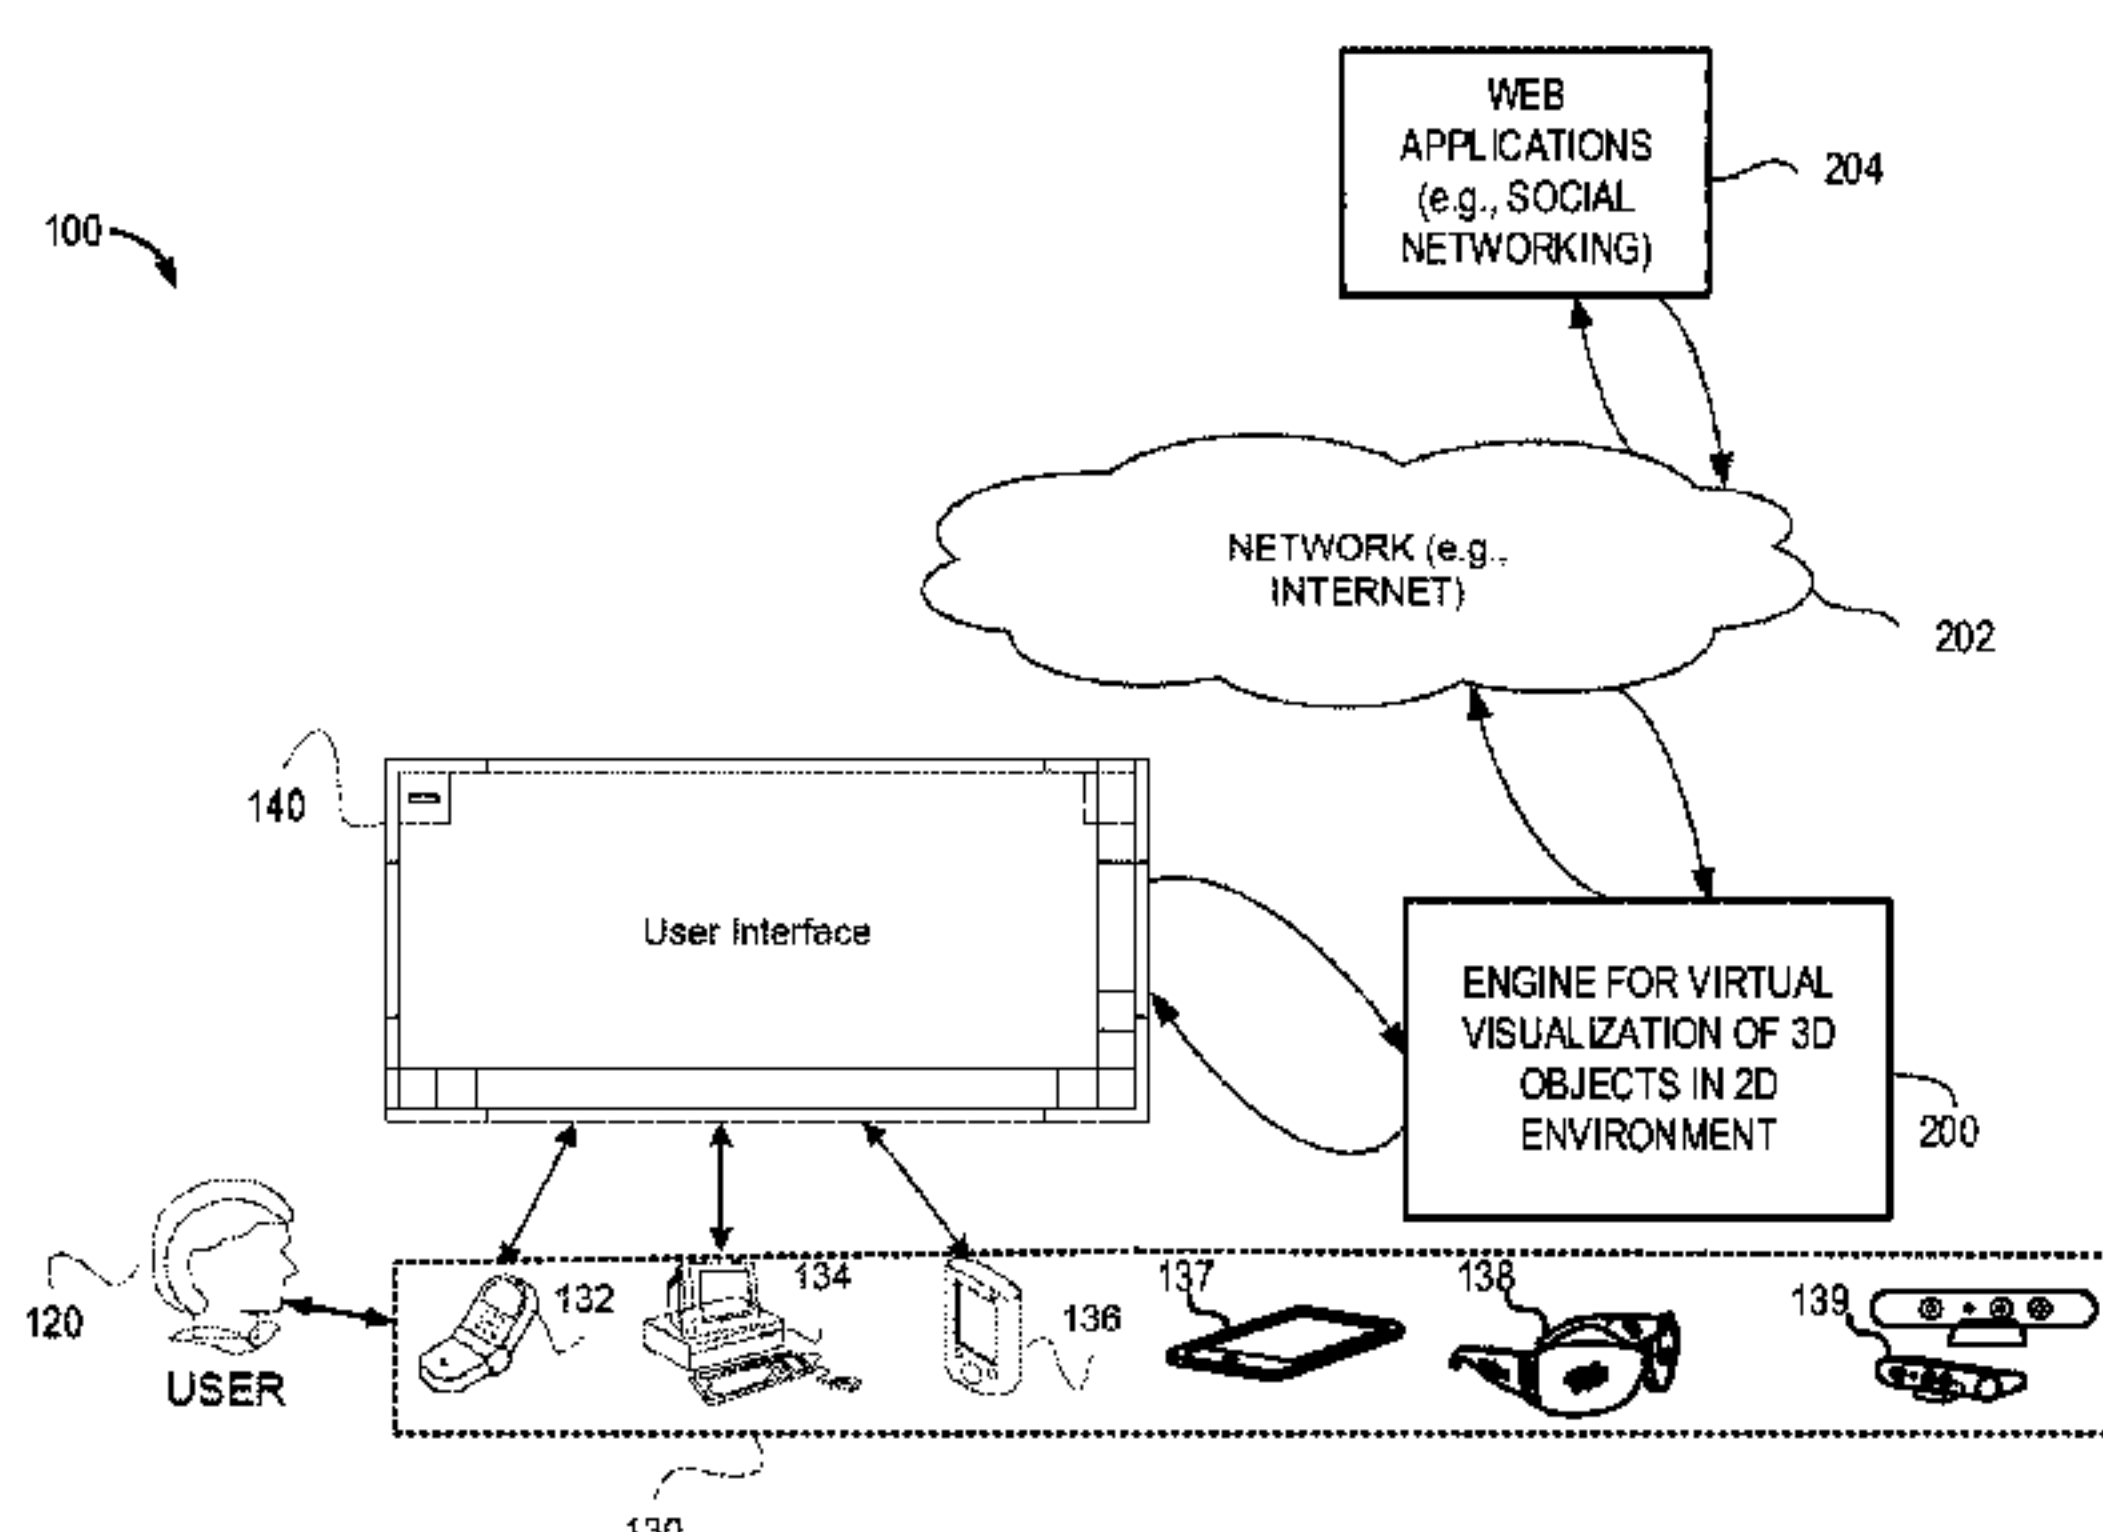 WEB
APPLICATIONS
(e.g., SOCIAL
NETWORKING)
204
100
NETWORK (e.g.,
INTERNET)
202
140
User Interface
ENGINE FOR VIRTUAL
VISUALIZATION OF 3D
OBJECTS IN 2D
ENVIRONMENT
200
120
USER
132
134
136
137
138
139
130